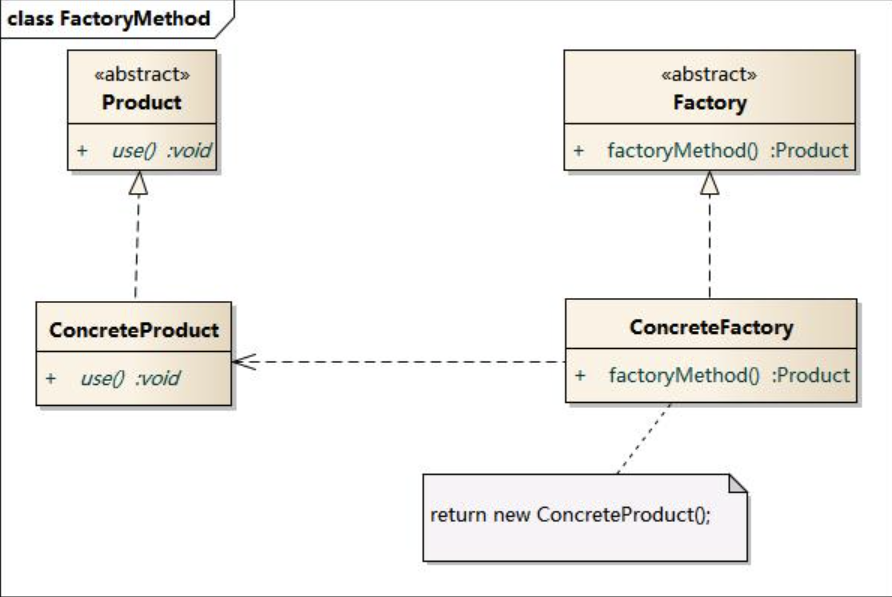 class FactoryMethod
«abstract»
Product
+ use() :void
«abstract»
Factory
+ factoryMethod() :Product
ConcreteProduct
+ use() :void
ConcreteFactory
+ factoryMethod() :Product
return new ConcreteProduct();